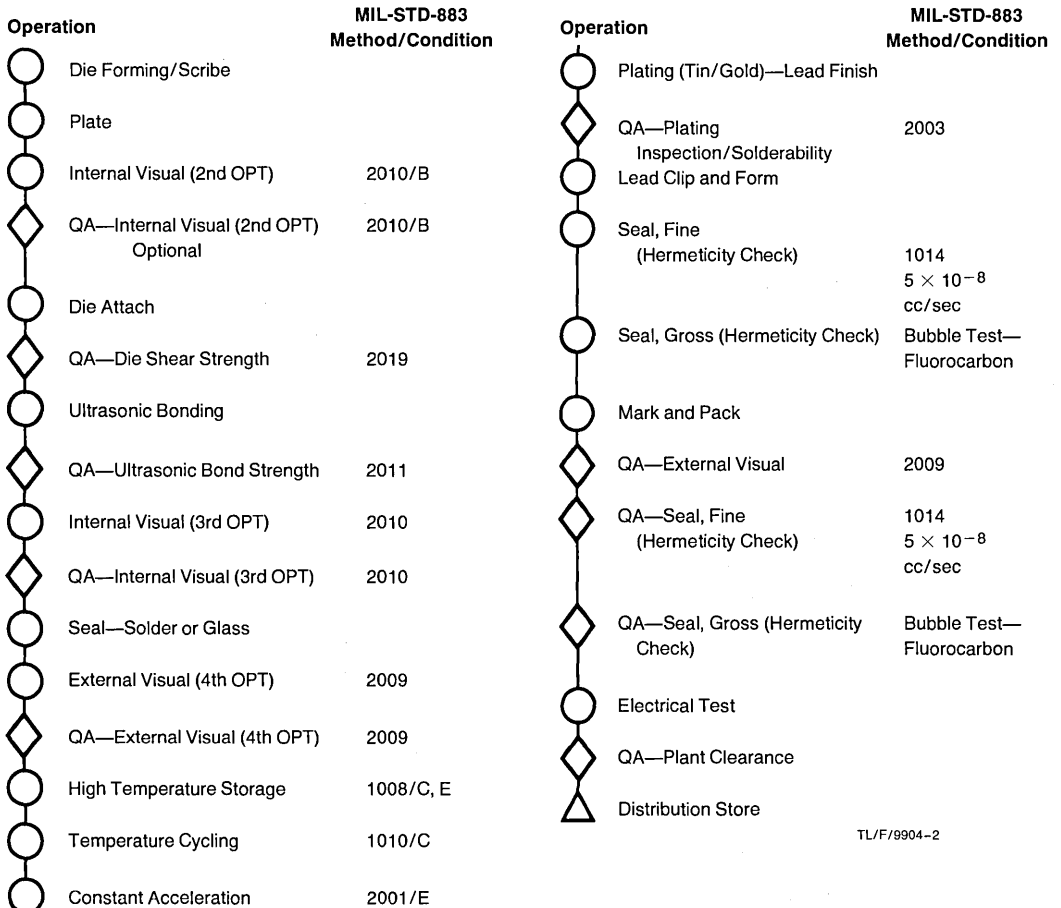 Operation
MIL-STD-883
Method/Condition
Die Forming/Scribe
Plate
Internal Visual (2nd OPT) 2010/B
QA—Internal Visual (2nd OPT) 2010/B
Optional
Die Attach
QA—Die Shear Strength 2019
Ultrasonic Bonding
QA—Ultrasonic Bond Strength 2011
Internal Visual (3rd OPT) 2010
QA—Internal Visual (3rd OPT) 2010
Seal—Solder or Glass
External Visual (4th OPT) 2009
QA—External Visual (4th OPT) 2009
High Temperature Storage 1008/C, E
Temperature Cycling 1010/C
Constant Acceleration 2001/E
Operation
MIL-STD-883
Method/Condition
Plating (Tin/Gold)—Lead Finish
QA—Plating 2003
Inspection/Solderability
Lead Clip and Form
Seal, Fine
(Hermeticity Check) 1014
5 × 10−8
cc/sec
Seal, Gross (Hermeticity Check) Bubble Test—
Fluorocarbon
Mark and Pack
QA—External Visual 2009
QA—Seal, Fine 1014
(Hermeticity Check) 5 × 10−8
cc/sec
QA—Seal, Gross (Hermeticity Bubble Test—
Check) Fluorocarbon
Electrical Test
QA—Plant Clearance
Distribution Store
TL/F/9904-2